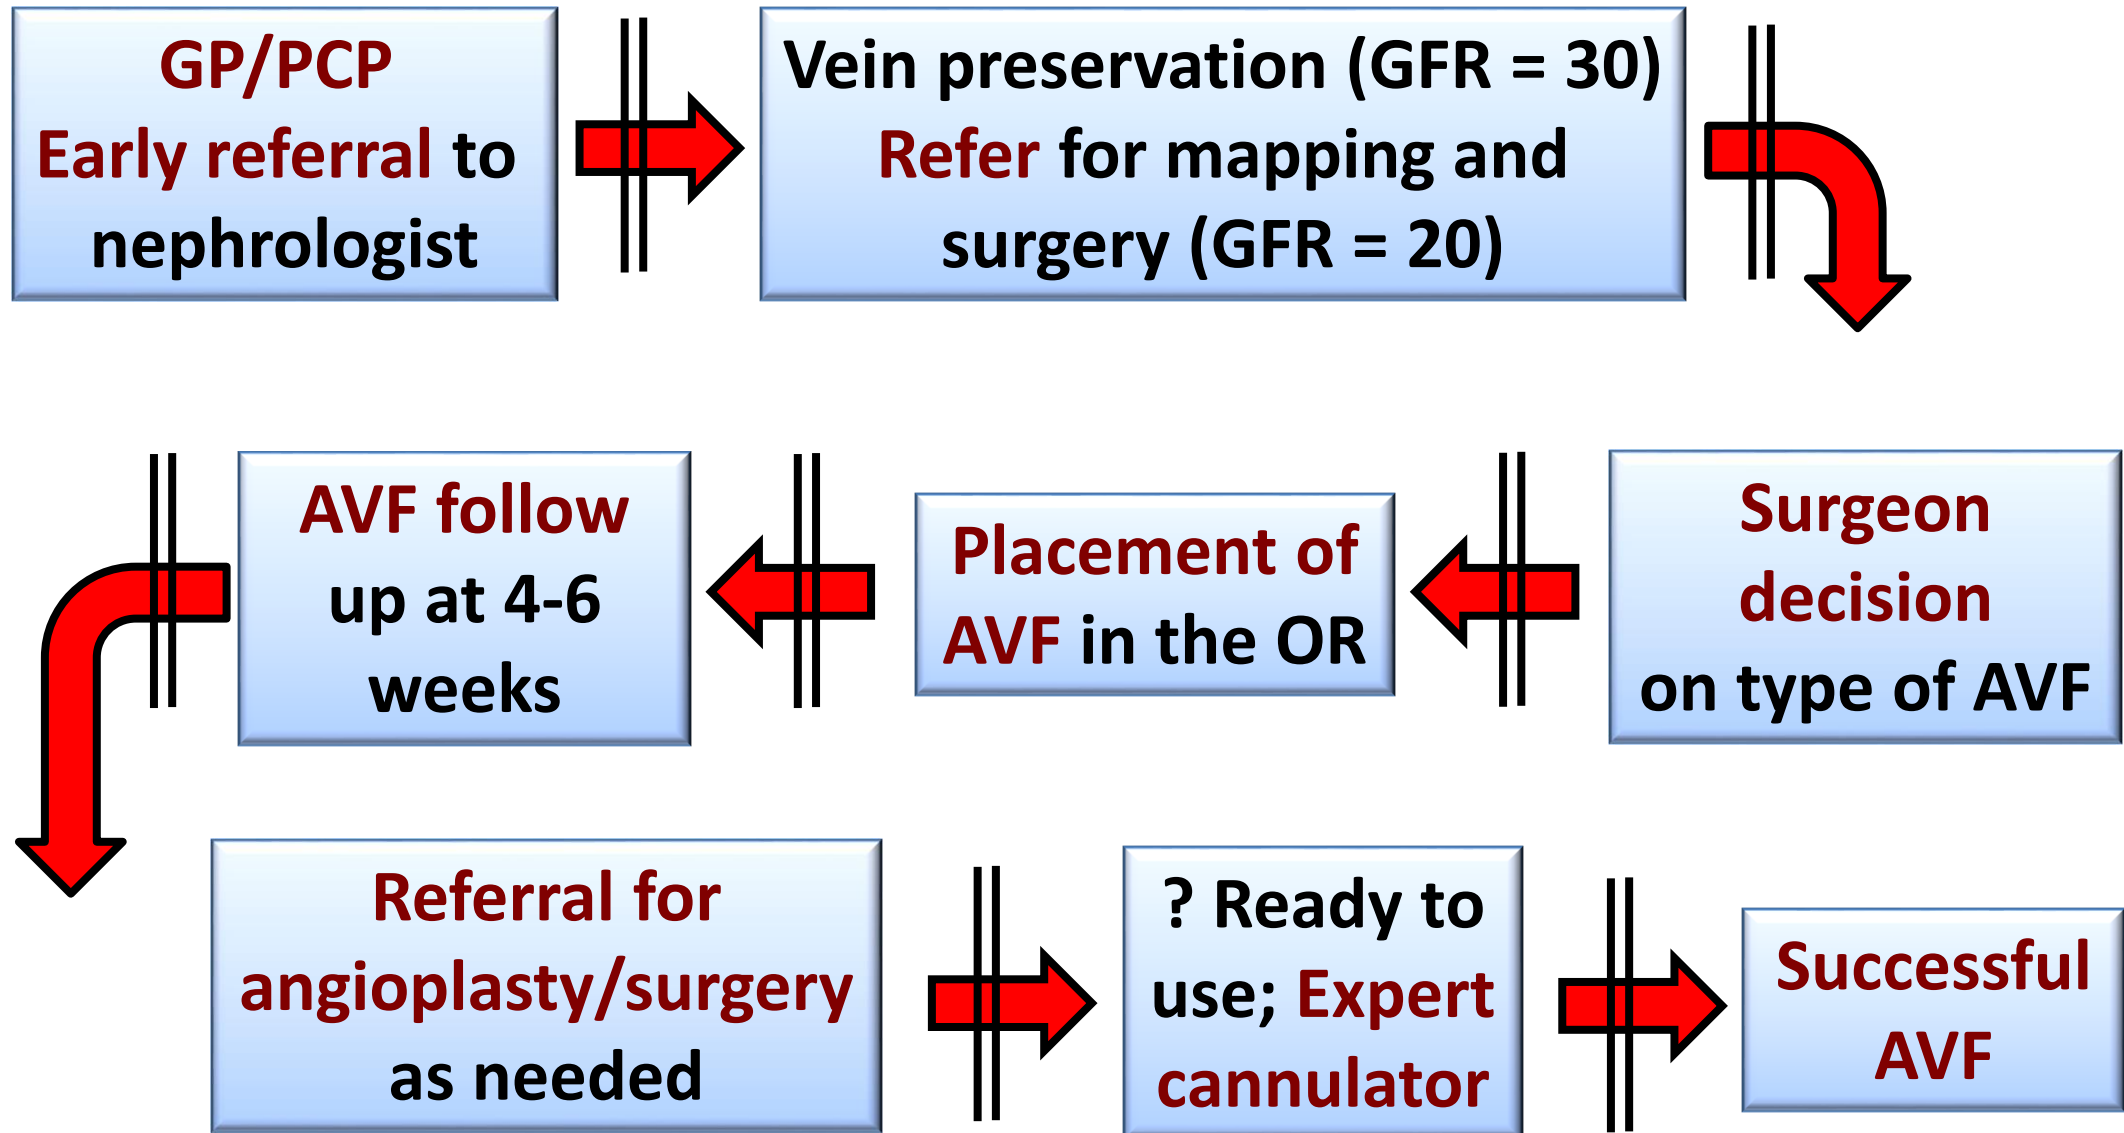 GP/PCP
Early referral to
nephrologist
Vein preservation (GFR = 30)
Refer for mapping and
surgery (GFR = 20)
Surgeon
decision
on type of AVF
Placement of
AVF in the OR
AVF follow
up at 4-6
weeks
Referral for
angioplasty/surgery
as needed
? Ready to
use; Expert
cannulator
Successful
AVF